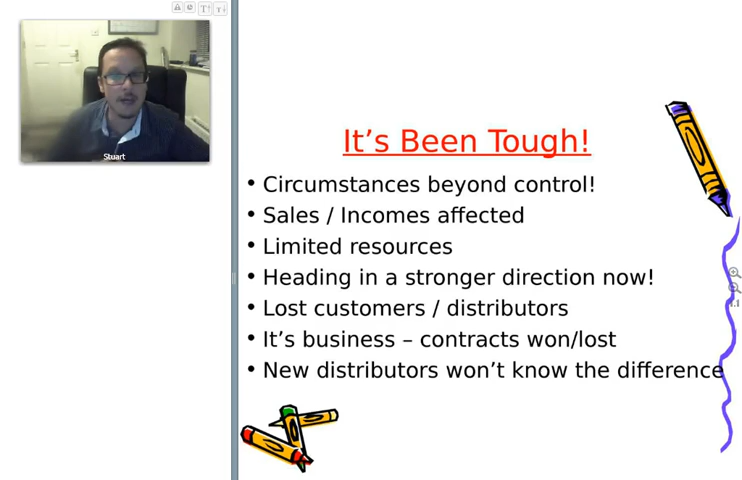 Stuart
It’s Been Tough!
• Circumstances beyond control!
• Sales / Incomes affected
• Limited resources
• Heading in a stronger direction now!
• Lost customers / distributors
• It’s business – contracts won/lost
• New distributors won’t know the difference